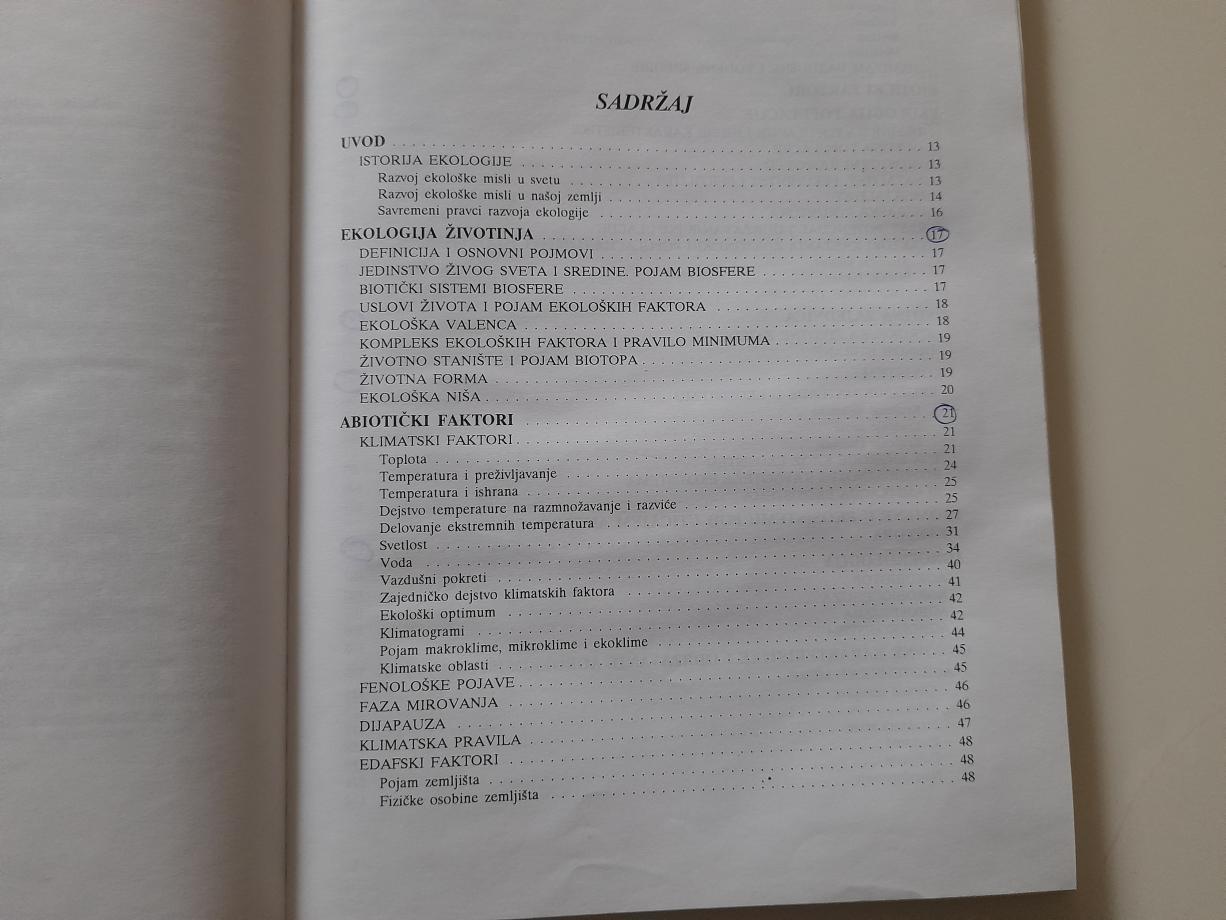 SADRŽAJ
UVOD . . . . . 13
ISTORIJA EKOLOGIJE . . . . . 13
Razvoj ekološke misli u svetu . . . . . 13
Razvoj ekološke misli u našoj zemlji . . . . . 14
Savremeni pravci razvoja ekologije . . . . . 16
EKOLOGIJA ŽIVOTINJA . . . . . 17
DEFINICIJA I OSNOVNI POJMOVI . . . . . 17
JEDINSTVO ŽIVOG SVETA I SREDINE. POJAM BIOSFERE . . . . . 17
BIOTIČKI SISTEMI BIOSFERE . . . . . 17
USLOVI ŽIVOTA I POJAM EKOLOŠKIH FAKTORA . . . . . 18
EKOLOŠKA VALENCA . . . . . 18
KOMPLEKS EKOLOŠKIH FAKTORA I PRAVILO MINIMUMA . . . . . 19
ŽIVOTNO STANIŠTE I POJAM BIOTOPA . . . . . 19
ŽIVOTNA FORMA . . . . . 19
EKOLOŠKA NIŠA . . . . . 20
ABIOTIČKI FAKTORI . . . . . 21
KLIMATSKI FAKTORI . . . . . 21
Toplota . . . . . 21
Temperatura i preživljavanje . . . . . 24
Temperatura i ishrana . . . . . 25
Dejstvo temperature na razmnožavanje i razviće . . . . . 25
Delovanje ekstremnih temperatura . . . . . 27
Svetlost . . . . . 31
Voda . . . . . 34
Vazdušni pokreti . . . . . 40
Zajedničko dejstvo klimatskih faktora . . . . . 41
Ekološki optimum . . . . . 42
Klimatogrami . . . . . 42
Pojam makroklime, mikroklime i ekoklime . . . . . 44
Klimatske oblasti . . . . . 45
FENOLOŠKE POJAVE . . . . . 45
FAZA MIROVANJA . . . . . 46
DIJAPAUZA . . . . . 46
KLIMATSKA PRAVILA . . . . . 47
EDAFSKI FAKTORI . . . . . 48
Pojam zemljišta . . . . . 48
Fizičke osobine zemljišta . . . . . 48